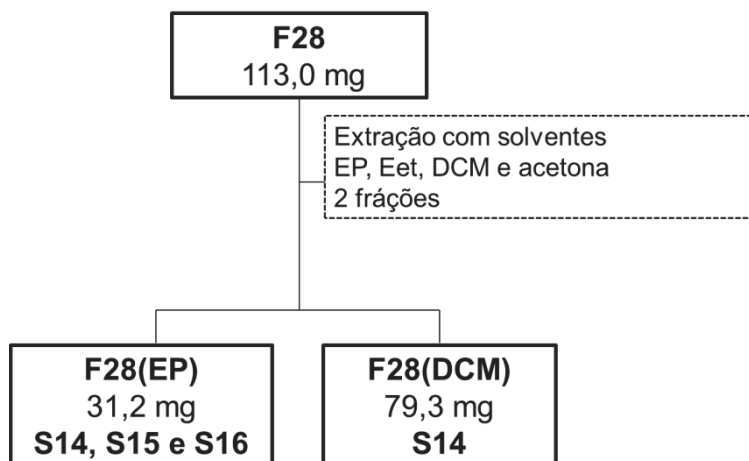 F28
113,0 mg
Extração com solventes
EP, Eet, DCM e acetona
2 fráções
F28(EP)
31,2 mg
S14, S15 e S16
F28(DCM)
79,3 mg
S14